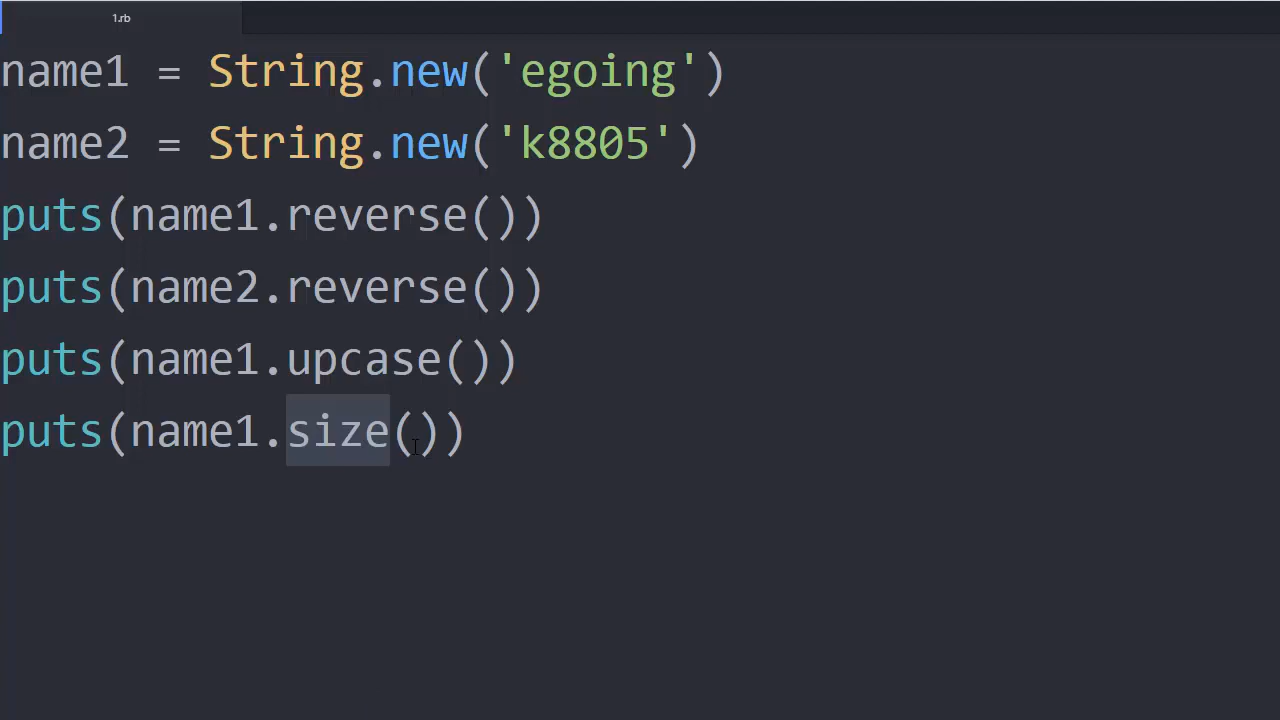 1.rb
name1 = String.new('egoing')
name2 = String.new('k8805')
puts(name1.reverse())
puts(name2.reverse())
puts(name1.upcase())
puts(name1.size())